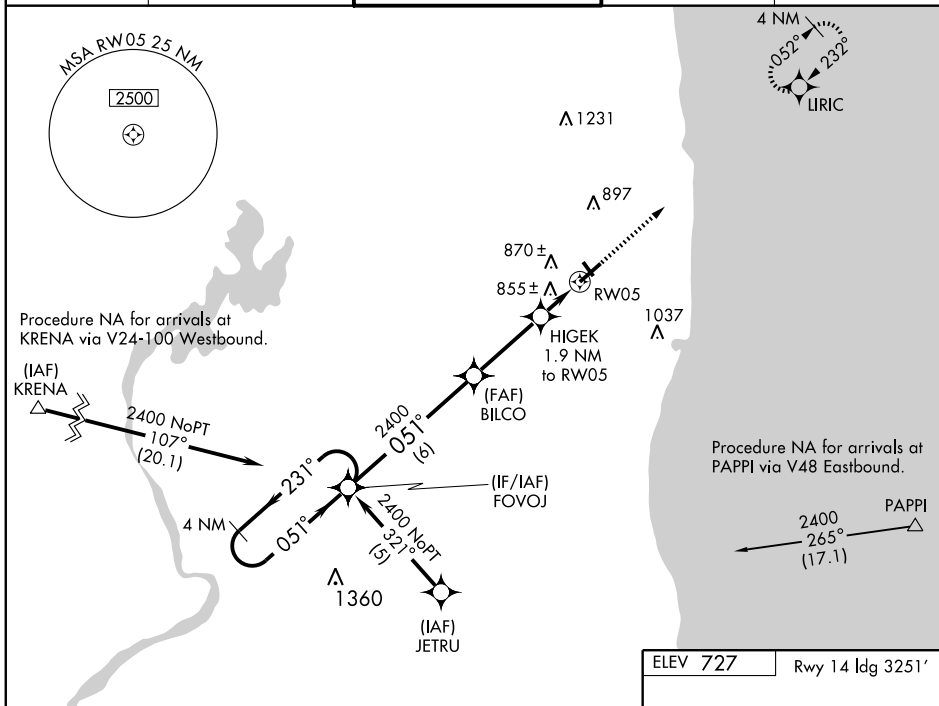 MSA RW05 25 NM
2500
4 NM
052°
232°
LIRIC
1231
897
870 ±
855 ±
RW05
1037
HIGEK
1.9 NM
to RW05
Procedure NA for arrivals at
KRENA via V24-100 Westbound.
(IAF)
KRENA
2400 NoPT
107°
(20.1)
(FAF)
BILCO
2400
051°
(6)
231°
051°
4 NM
(IF/IAF)
FOVOJ
2400 NoPT
321°
(5)
1360
(IAF)
JETRU
Procedure NA for arrivals at
PAPPI via V48 Eastbound.
PAPPI
2400
265°
(17.1)
ELEV 727
Rwy 14 ldg 3251'